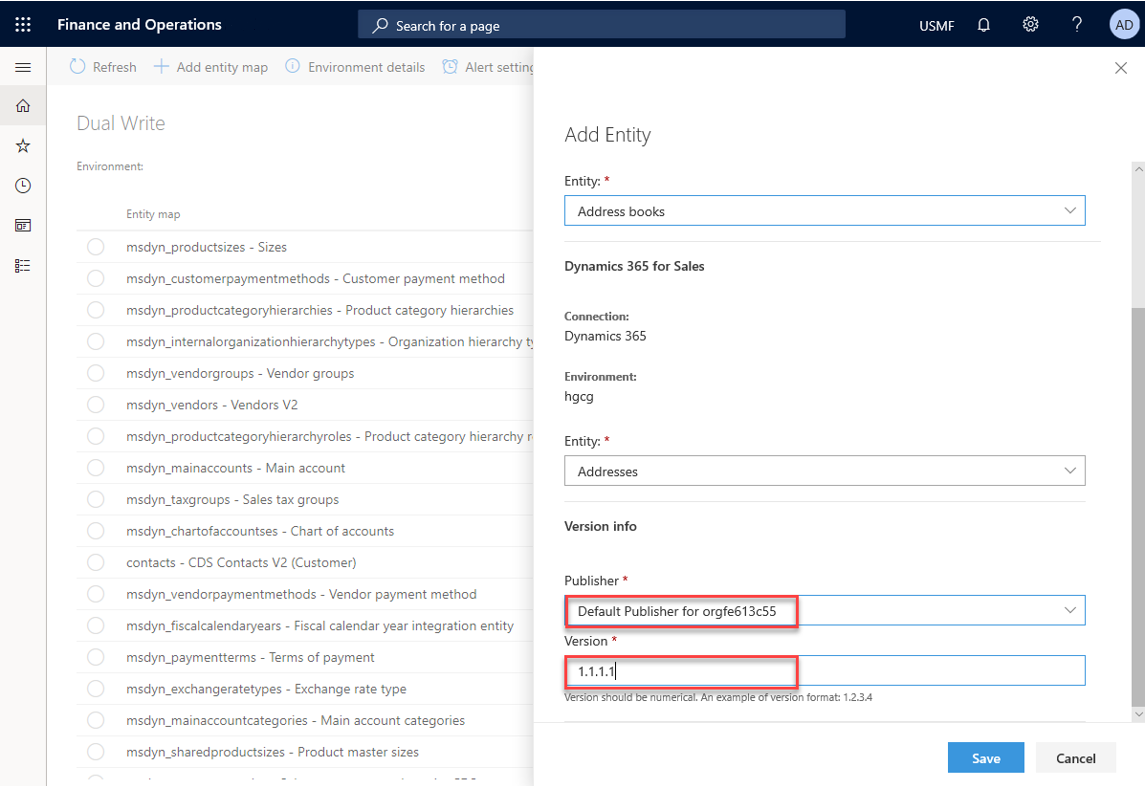 Finance and Operations
Search for a page
USMF
?
AD
Refresh
Add entity map
Environment details
Alert setting
Dual Write
Environment:
Entity map
msdyn_productsizes - Sizes
msdyn_customerpaymentmethods - Customer payment method
msdyn_productcategoryhierarchies - Product category hierarchies
msdyn_internalorganizationhierarchytypes - Organization hierarchy ty
msdyn_vendorgroups - Vendor groups
msdyn_vendors - Vendors V2
msdyn_productcategoryhierarchyroles - Product category hierarchy r
msdyn_mainaccounts - Main account
msdyn_taxgroups - Sales tax groups
msdyn_chartofaccountses - Chart of accounts
contacts - CDS Contacts V2 (Customer)
msdyn_vendorpaymentmethods - Vendor payment method
msdyn_fiscalcalendaryears - Fiscal calendar year integration entity
msdyn_paymentterms - Terms of payment
msdyn_exchangeratetypes - Exchange rate type
msdyn_mainaccountcategories - Main account categories
msdyn_sharedproductsizes - Product master sizes
Add Entity
Entity: *
Address books
Dynamics 365 for Sales
Connection:
Dynamics 365
Environment:
hgcg
Entity: *
Addresses
Version info
Publisher *
Default Publisher for orgfe613c55
Version *
1.1.1.1
Version should be numerical. An example of version format: 1.2.3.4
Save
Cancel